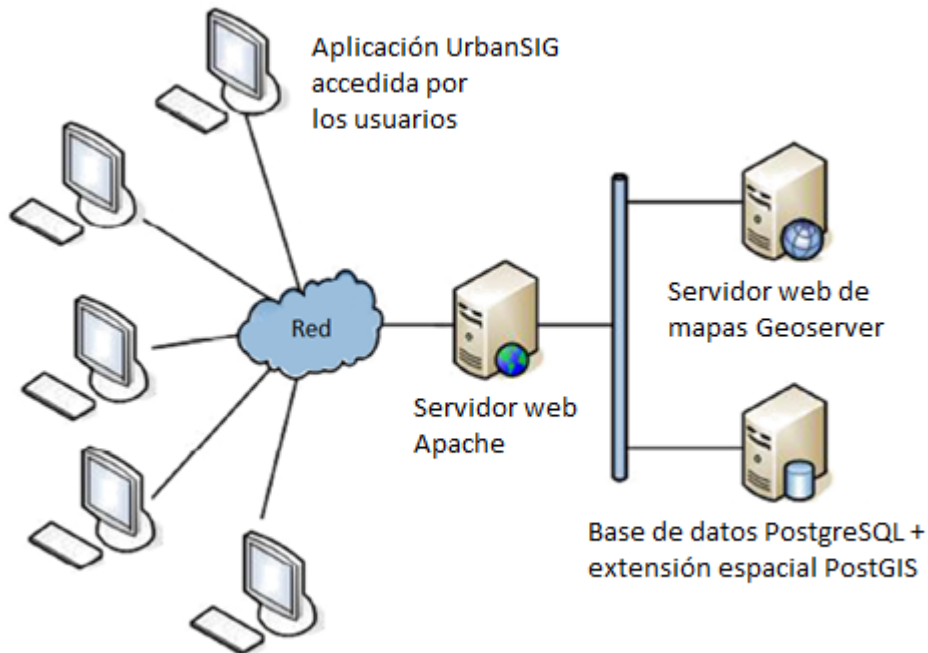 Aplicación UrbanSIG
accedida por
los usuarios
Red
Servidor web
Apache
Servidor web de
mapas Geoserver
Base de datos PostgreSQL +
extensión espacial PostGIS